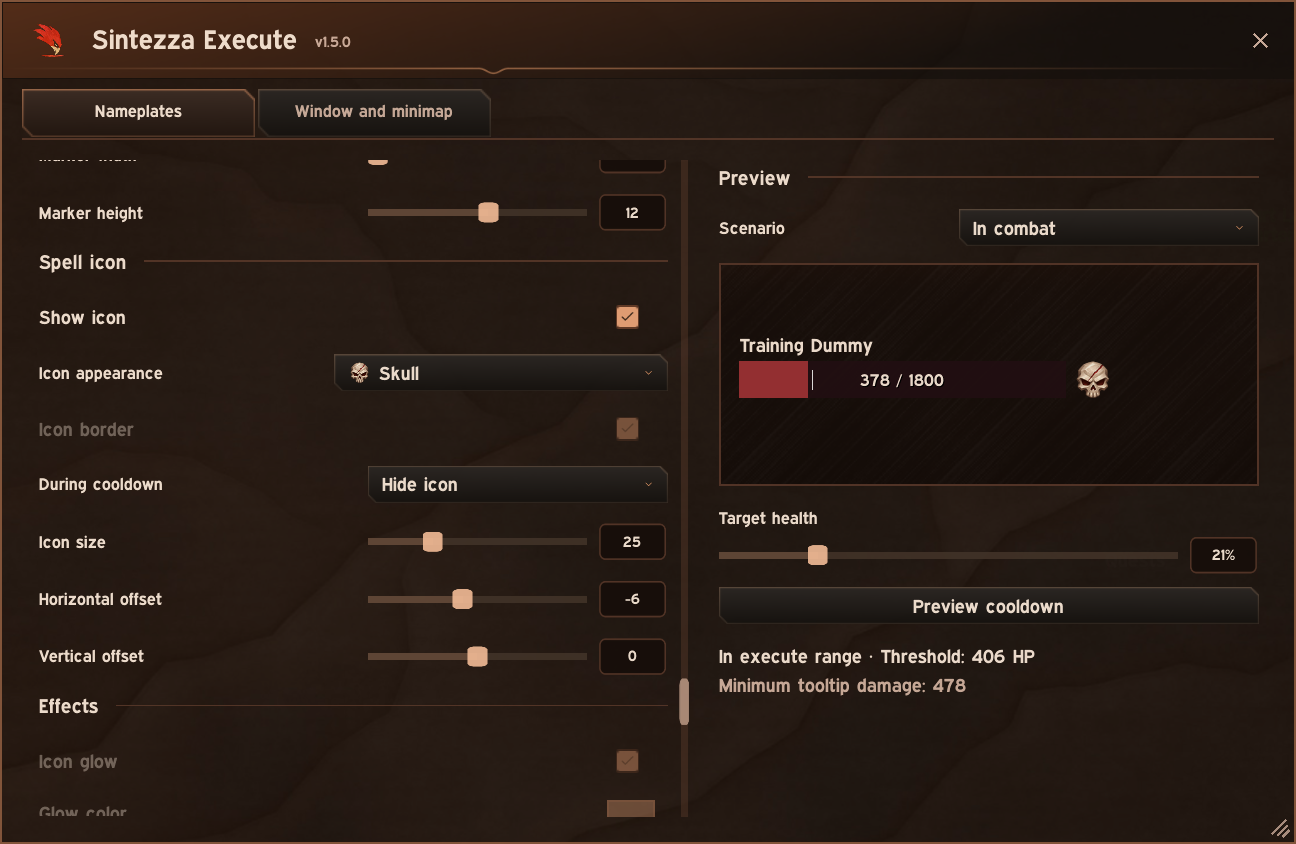 Sintezza Execute v1.5.0
Nameplates
Window and minimap
Marker height
12
Spell icon
Show icon
Icon appearance
Skull
Icon border
During cooldown
Hide icon
Icon size
25
Horizontal offset
-6
Vertical offset
0
Effects
Icon glow
Glow color
Preview
Scenario
In combat
Training Dummy
378 / 1800
Target health
21%
Preview cooldown
In execute range · Threshold: 406 HP
Minimum tooltip damage: 478